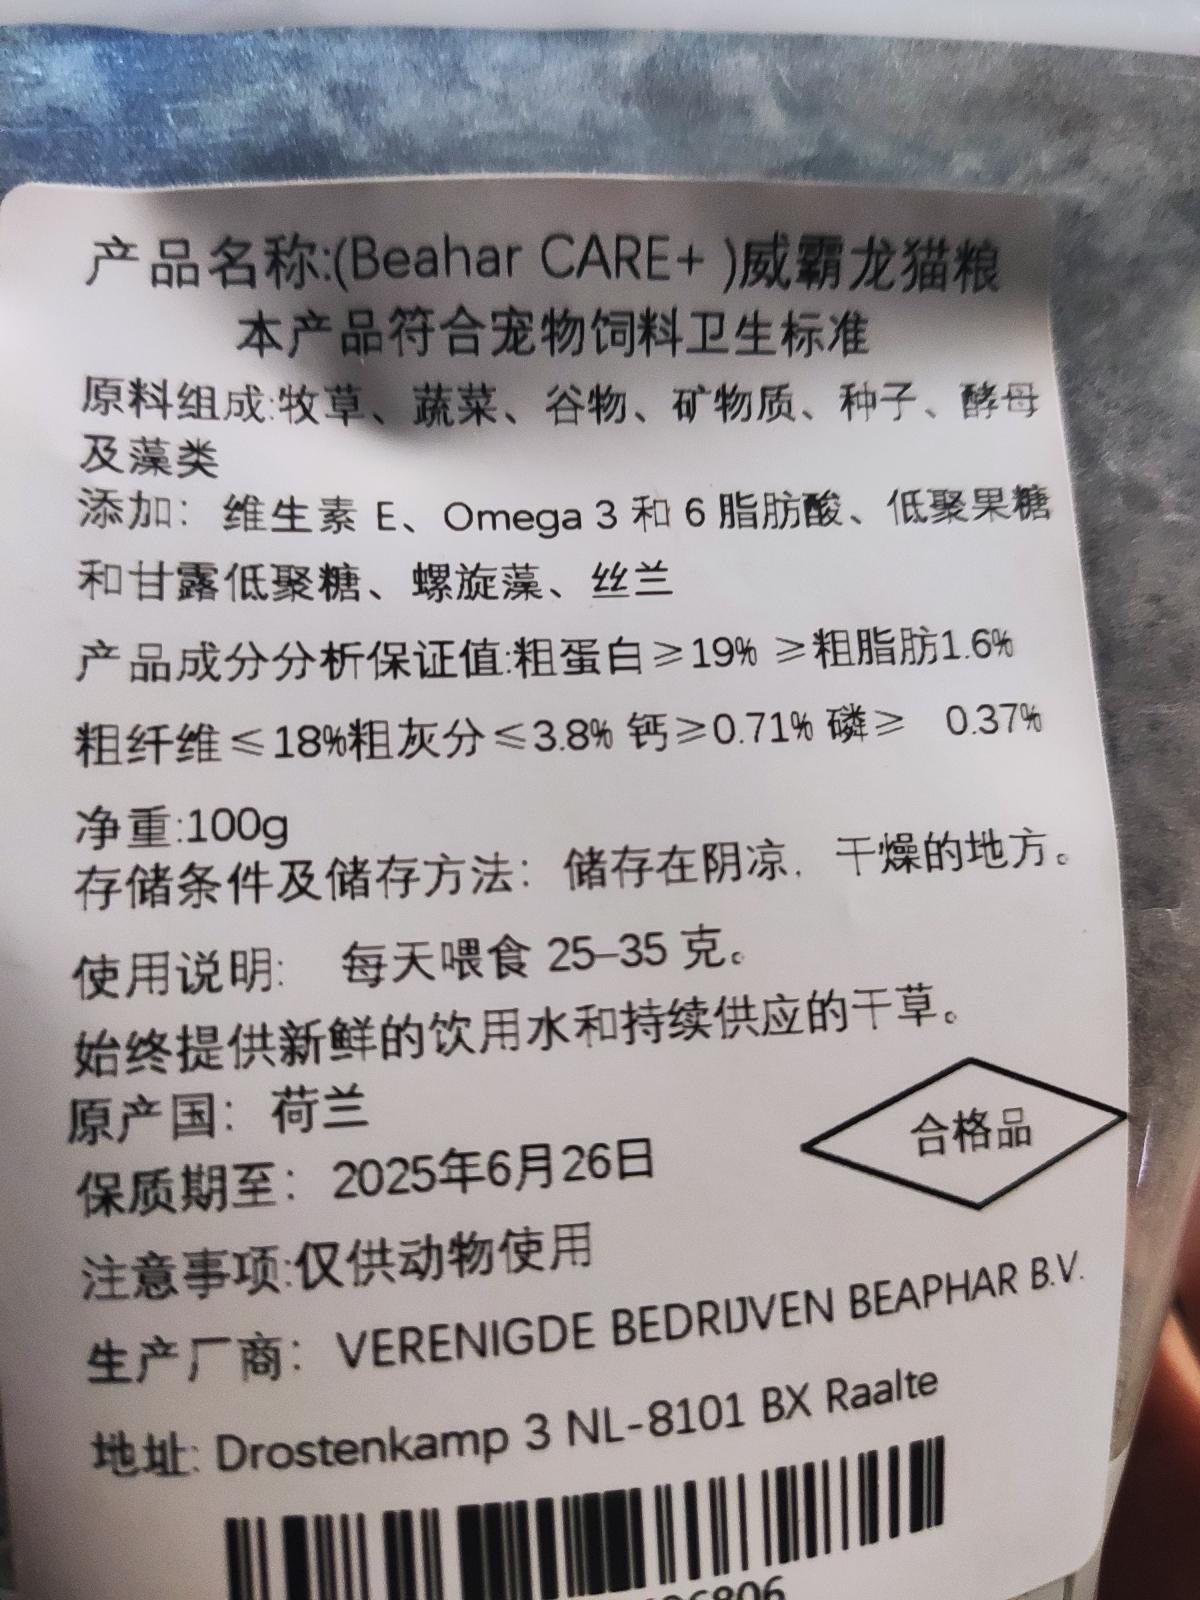 产品名称:(Beahar CARE+ )威霸龙猫粮
本产品符合宠物饲料卫生标准
原料组成:牧草、蔬菜、谷物、矿物质、种子、酵母
及藻类
添加：维生素 E、Omega 3 和 6 脂肪酸、低聚果糖
和甘露低聚糖、螺旋藻、丝兰
产品成分分析保证值:粗蛋白≥19% ≥粗脂肪1.6%
粗纤维≤18%粗灰分≤3.8% 钙≥0.71% 磷≥ 0.37%
净重:100g
存储条件及储存方法：储存在阴凉，干燥的地方。
使用说明： 每天喂食 25–35 克。
始终提供新鲜的饮用水和持续供应的干草。
原产国：荷兰
合格品
保质期至：2025年6月26日
注意事项:仅供动物使用
生产厂商：VERENIGDE BEDRIJVEN BEAPHAR B.V.
地址: Drostenkamp 3 NL-8101 BX Raalte